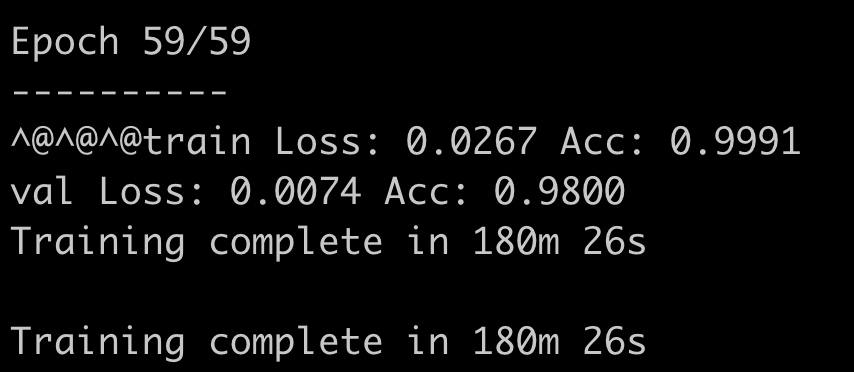 Epoch 59/59
----------
^@^@^@train Loss: 0.0267 Acc: 0.9991
val Loss: 0.0074 Acc: 0.9800
Training complete in 180m 26s
Training complete in 180m 26s